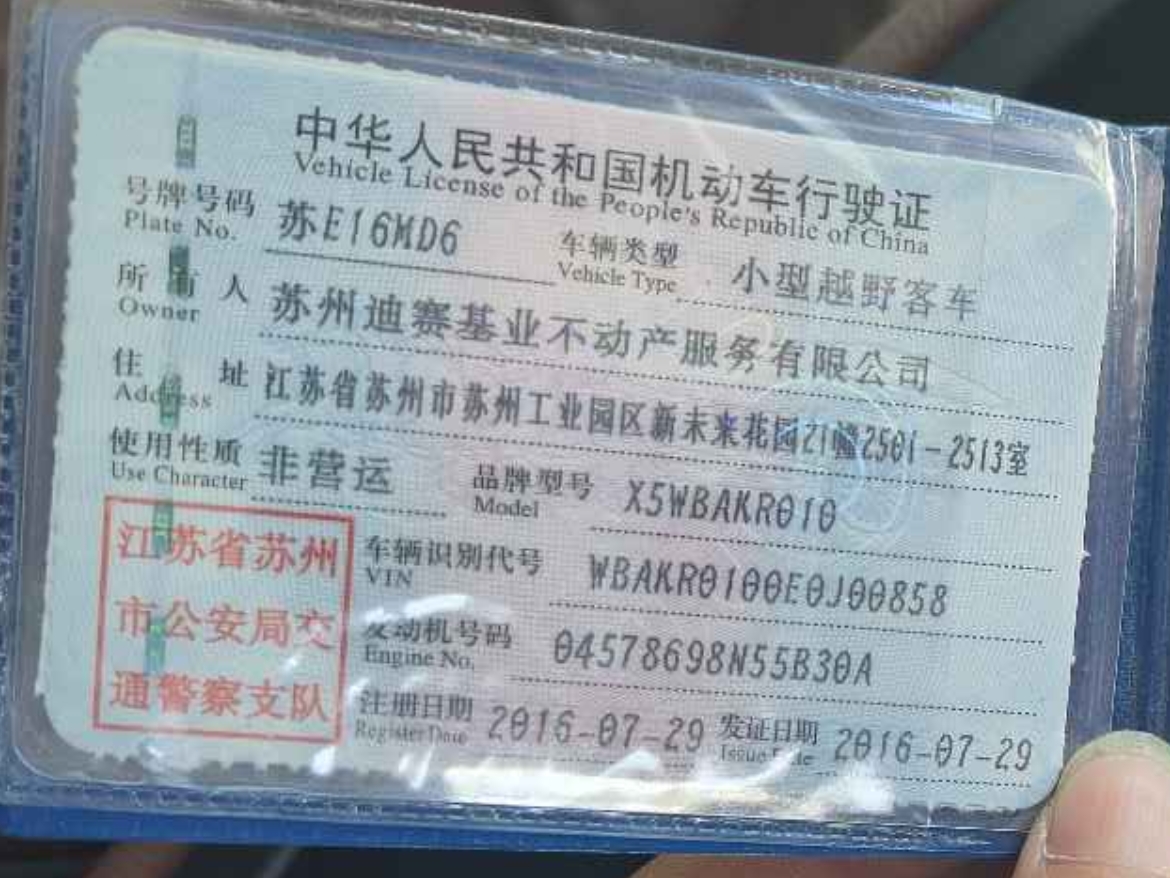 中华人民共和国机动车行驶证
Vehicle License of the People's Republic of China
号牌号码 苏E16MD6 车辆类型 小型越野客车
Plate No. Vehicle Type
所有人 苏州迪赛基业不动产服务有限公司
Owner
住址 江苏省苏州市苏州工业园区新未来花园21幢2501-2513室
Address
使用性质 非营运 品牌型号 X5WBAKR010
Use Character Model
江苏省苏州
市公安局交
通警察支队
车辆识别代号 WBAKR0100E0J00858
VIN
发动机号码 04578698N55B30A
Engine No.
注册日期 2016-07-29 发证日期 2016-07-29
Register Date Issue Date